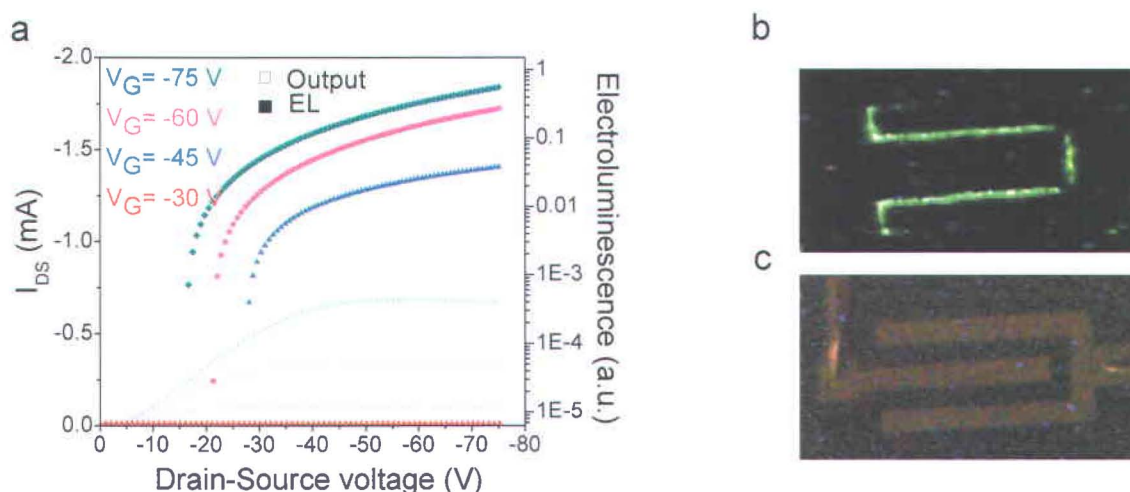 a
b
-2.0
-1.5
-1.0
-0.5
0.0
I_DS (mA)
V_G= -75 V
V_G= -60 V
V_G= -45 V
V_G= -30 V
Output
EL
1
0.1
0.01
1E-3
1E-4
1E-5
Electroluminescence (a.u.)
0 -10 -20 -30 -40 -50 -60 -70 -80
Drain-Source voltage (V)
c